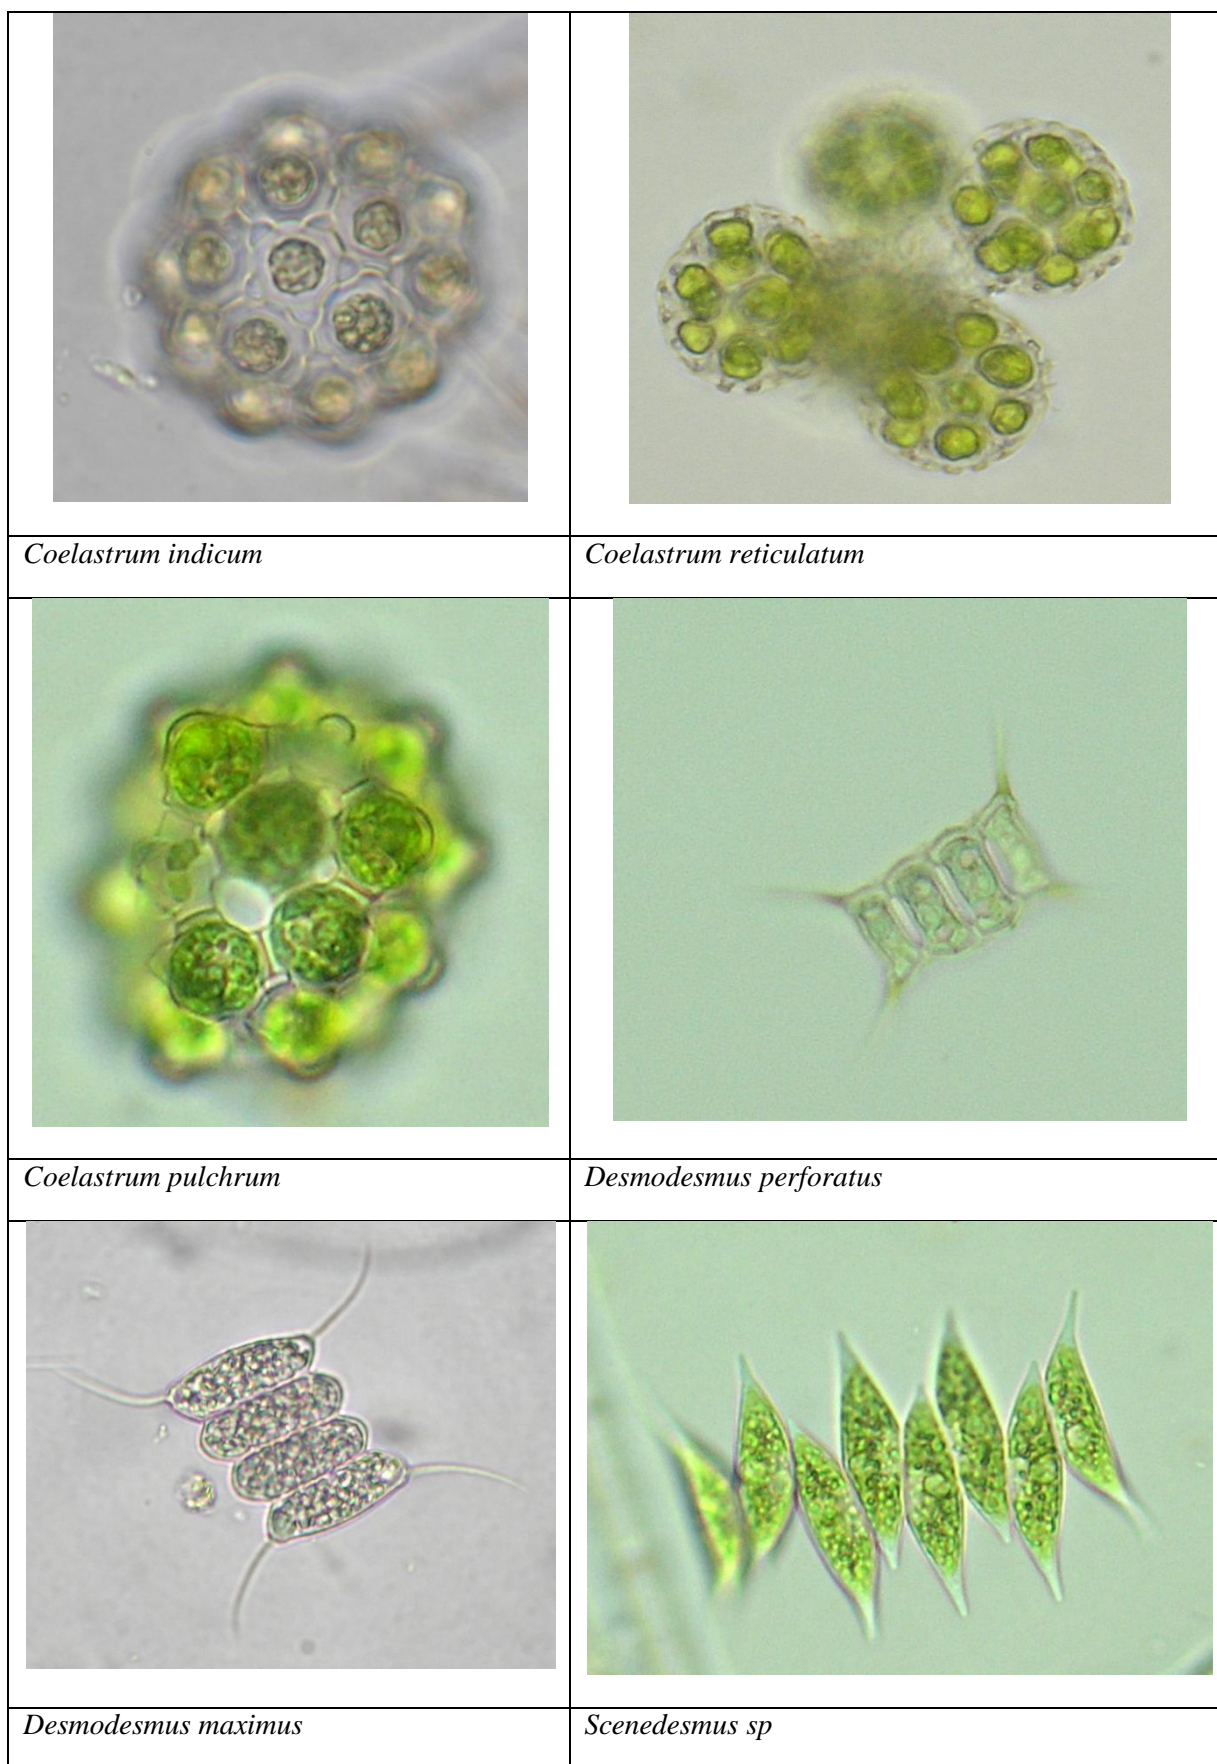 Coelastrum indicum
Coelastrum reticulatum
Coelastrum pulchrum
Desmodesmus perforatus
Desmodesmus maximus
Scenedesmus sp